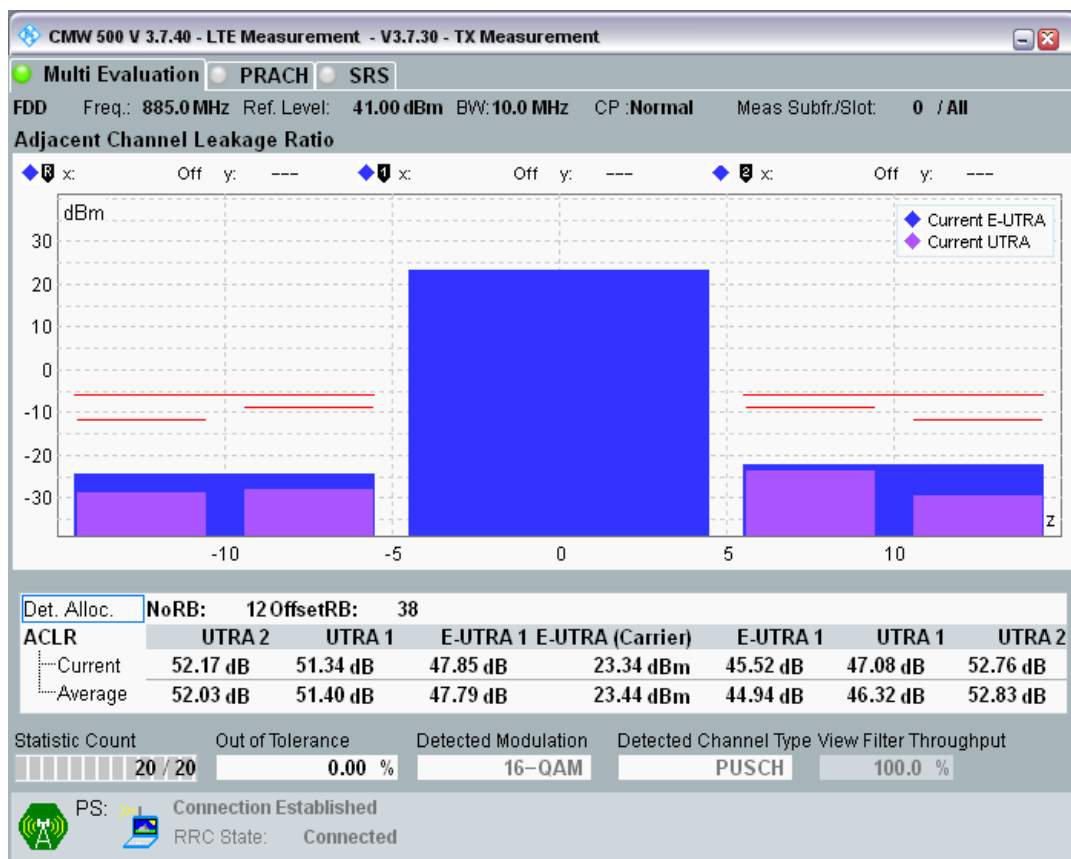 CMW 500 V 3.7.40 - LTE Measurement - V3.7.30 - TX Measurement
Multi Evaluation PRACH SRS
FDD Freq.: 885.0 MHz Ref. Level: 41.00 dBm BW: 10.0 MHz CP :Normal Meas Subfr./Slot: 0 / All
Adjacent Channel Leakage Ratio
R x: Off y: --- 1 x: Off y: --- 2 x: Off y: ---
dBm
Current E-UTRA
Current UTRA
30
20
10
0
-10
-20
-30
z
-10 -5 0 5 10
Det. Alloc. NoRB: 12 OffsetRB: 38
ACLR UTRA 2 UTRA 1 E-UTRA 1 E-UTRA (Carrier) E-UTRA 1 UTRA 1 UTRA 2
Current 52.17 dB 51.34 dB 47.85 dB 23.34 dBm 45.52 dB 47.08 dB 52.76 dB
Average 52.03 dB 51.40 dB 47.79 dB 23.44 dBm 44.94 dB 46.32 dB 52.83 dB
Statistic Count Out of Tolerance Detected Modulation Detected Channel Type View Filter Throughput
20 / 20 0.00 % 16-QAM PUSCH 100.0 %
PS: Connection Established
RRC State: Connected